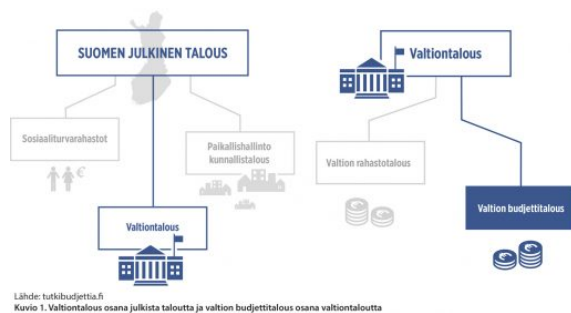 SUOMEN JULKINEN TALOUS
Valtiontalous
Sosiaaliturvarahastot
€
Paikallishallinto
kunnallistalous
Valtion rahastotalous
Valtiontalous
Valtion budjettitalous
Lähde: tutkibudjettia.fi
Kuvio 1. Valtiontalous osana julkista taloutta ja valtion budjettitalous osana valtiontaloutta